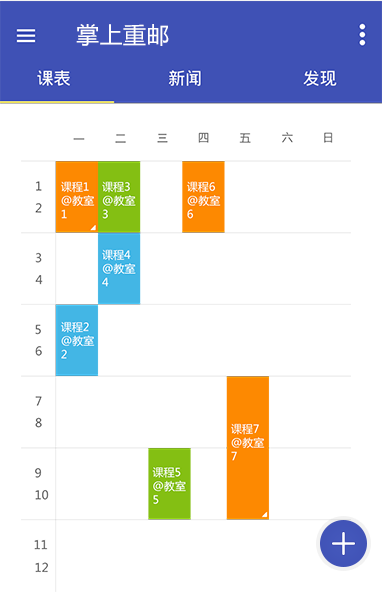 掌上重邮
课表 新闻 发现
一 二 三 四 五 六 日
1
2
课程1
@教室
1
课程3
@教室
3
课程6
@教室
6
3
4
课程4
@教室
4
5
6
课程2
@教室
2
7
8
课程7
@教室
7
9
10
课程5
@教室
5
11
12